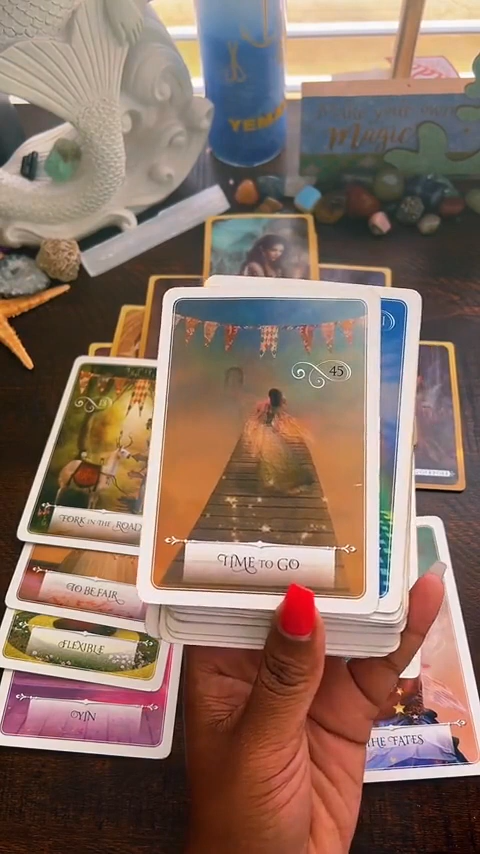 YEM
Make your own
Magic
45
TIME TO GO
FORK IN THE ROAD
TO BE FAIR
FLEXIBLE
YIN
THE FATES